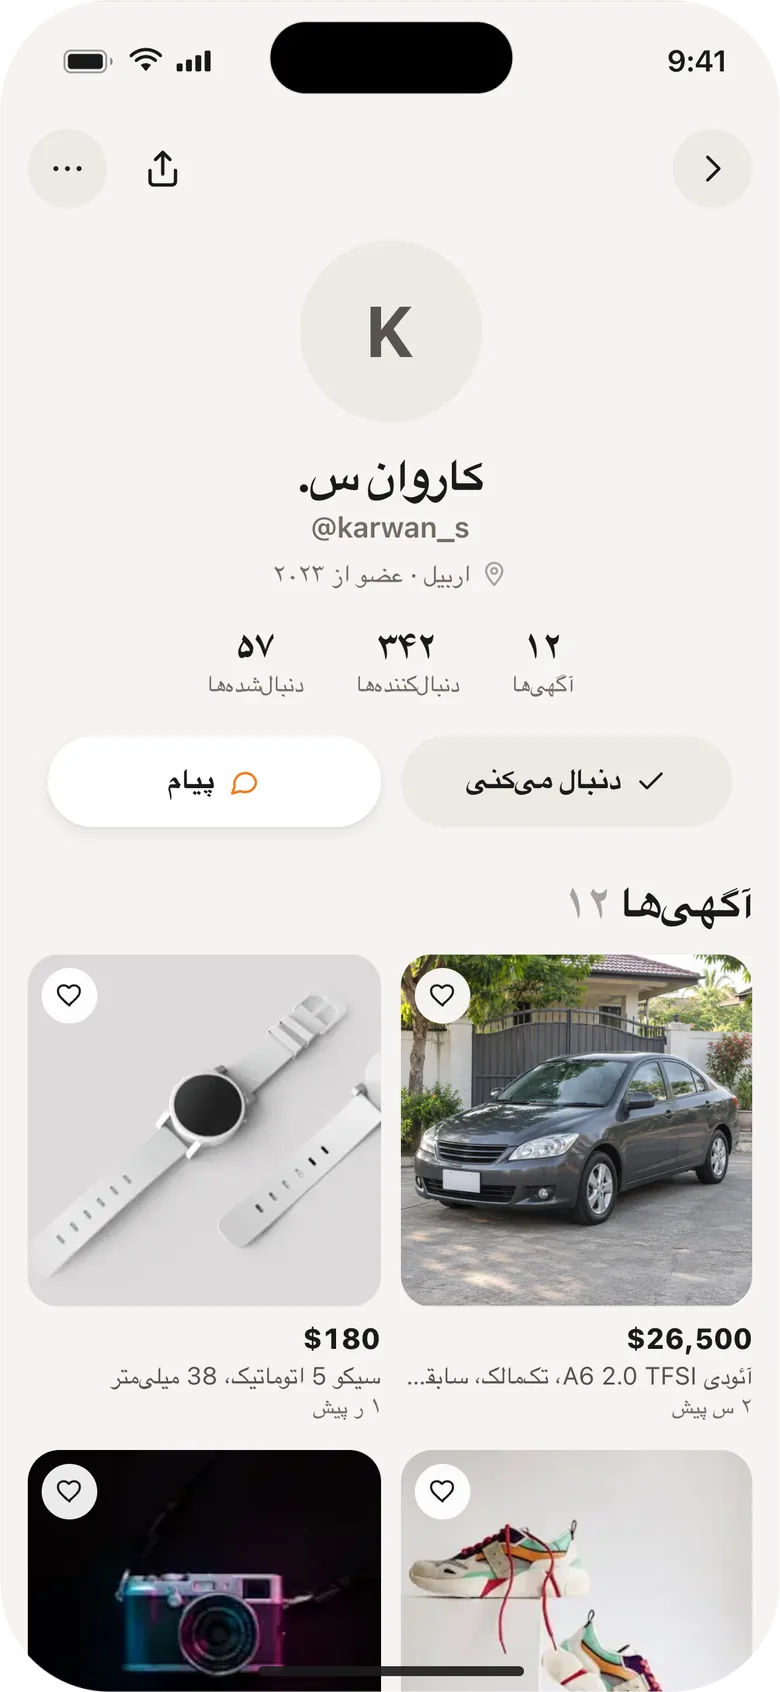 9:41
K
کاروان س.
@karwan_s
اربیل · عضو از ۲۰۲۳
۱۲ ۳۴۲ ۵۷
آگهی‌ها دنبال‌کننده‌ها دنبال‌شده‌ها
دنبال می‌کنی پیام
آگهی‌ها ۱۲
$26,500
آئودی A6 2.0 TFSI، تک‌مالک، سابقـ...
۲ س پیش
$180
سیکو 5 اتوماتیک، 38 میلی‌متر
۱ ر پیش